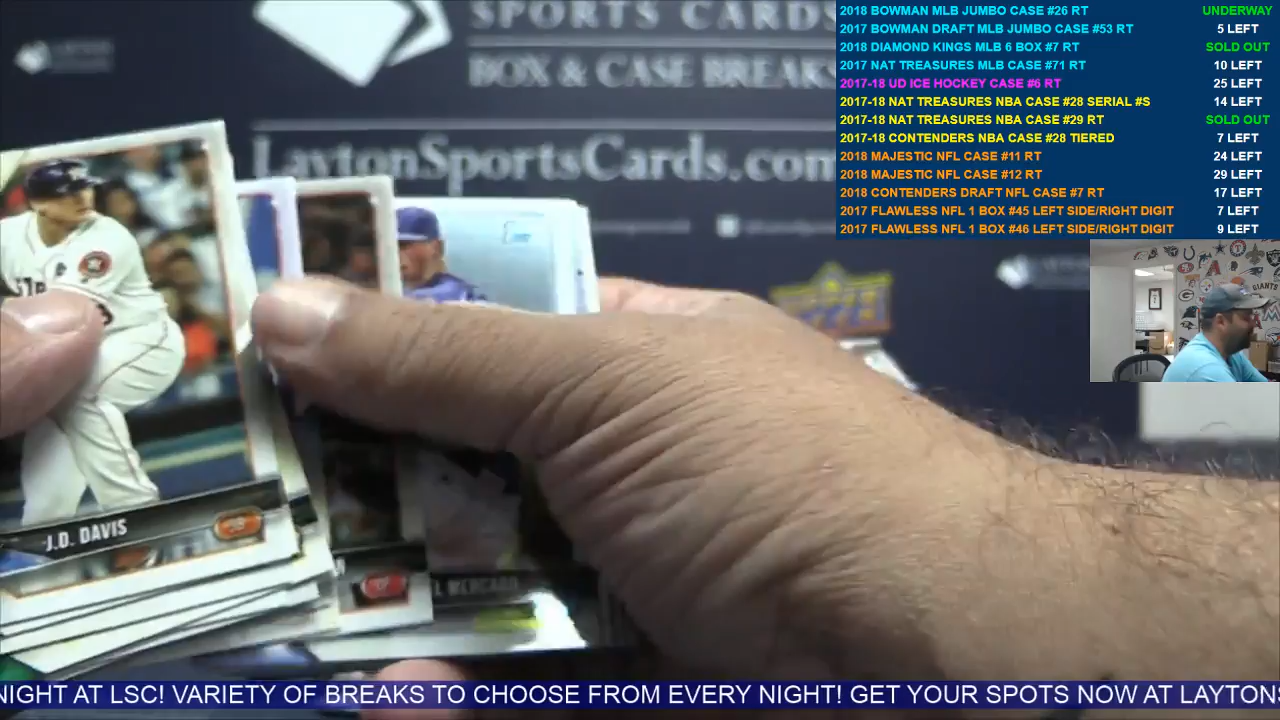 SPORTS CARDS
BOX & CASE BREAKS
LaytonSportsCards.com
2018 BOWMAN MLB JUMBO CASE #26 RT UNDERWAY
2017 BOWMAN DRAFT MLB JUMBO CASE #53 RT 5 LEFT
2018 DIAMOND KINGS MLB 6 BOX #7 RT SOLD OUT
2017 NAT TREASURES MLB CASE #71 RT 10 LEFT
2017-18 UD ICE HOCKEY CASE #6 RT 25 LEFT
2017-18 NAT TREASURES NBA CASE #28 SERIAL #S 14 LEFT
2017-18 NAT TREASURES NBA CASE #29 RT SOLD OUT
2017-18 CONTENDERS NBA CASE #28 TIERED 7 LEFT
2018 MAJESTIC NFL CASE #11 RT 24 LEFT
2018 MAJESTIC NFL CASE #12 RT 29 LEFT
2018 CONTENDERS DRAFT NFL CASE #7 RT 17 LEFT
2017 FLAWLESS NFL 1 BOX #45 LEFT SIDE/RIGHT DIGIT 7 LEFT
2017 FLAWLESS NFL 1 BOX #46 LEFT SIDE/RIGHT DIGIT 9 LEFT
GIANTS
J.D. DAVIS
MERCADO
NIGHT AT LSC! VARIETY OF BREAKS TO CHOOSE FROM EVERY NIGHT! GET YOUR SPOTS NOW AT LAYTONS